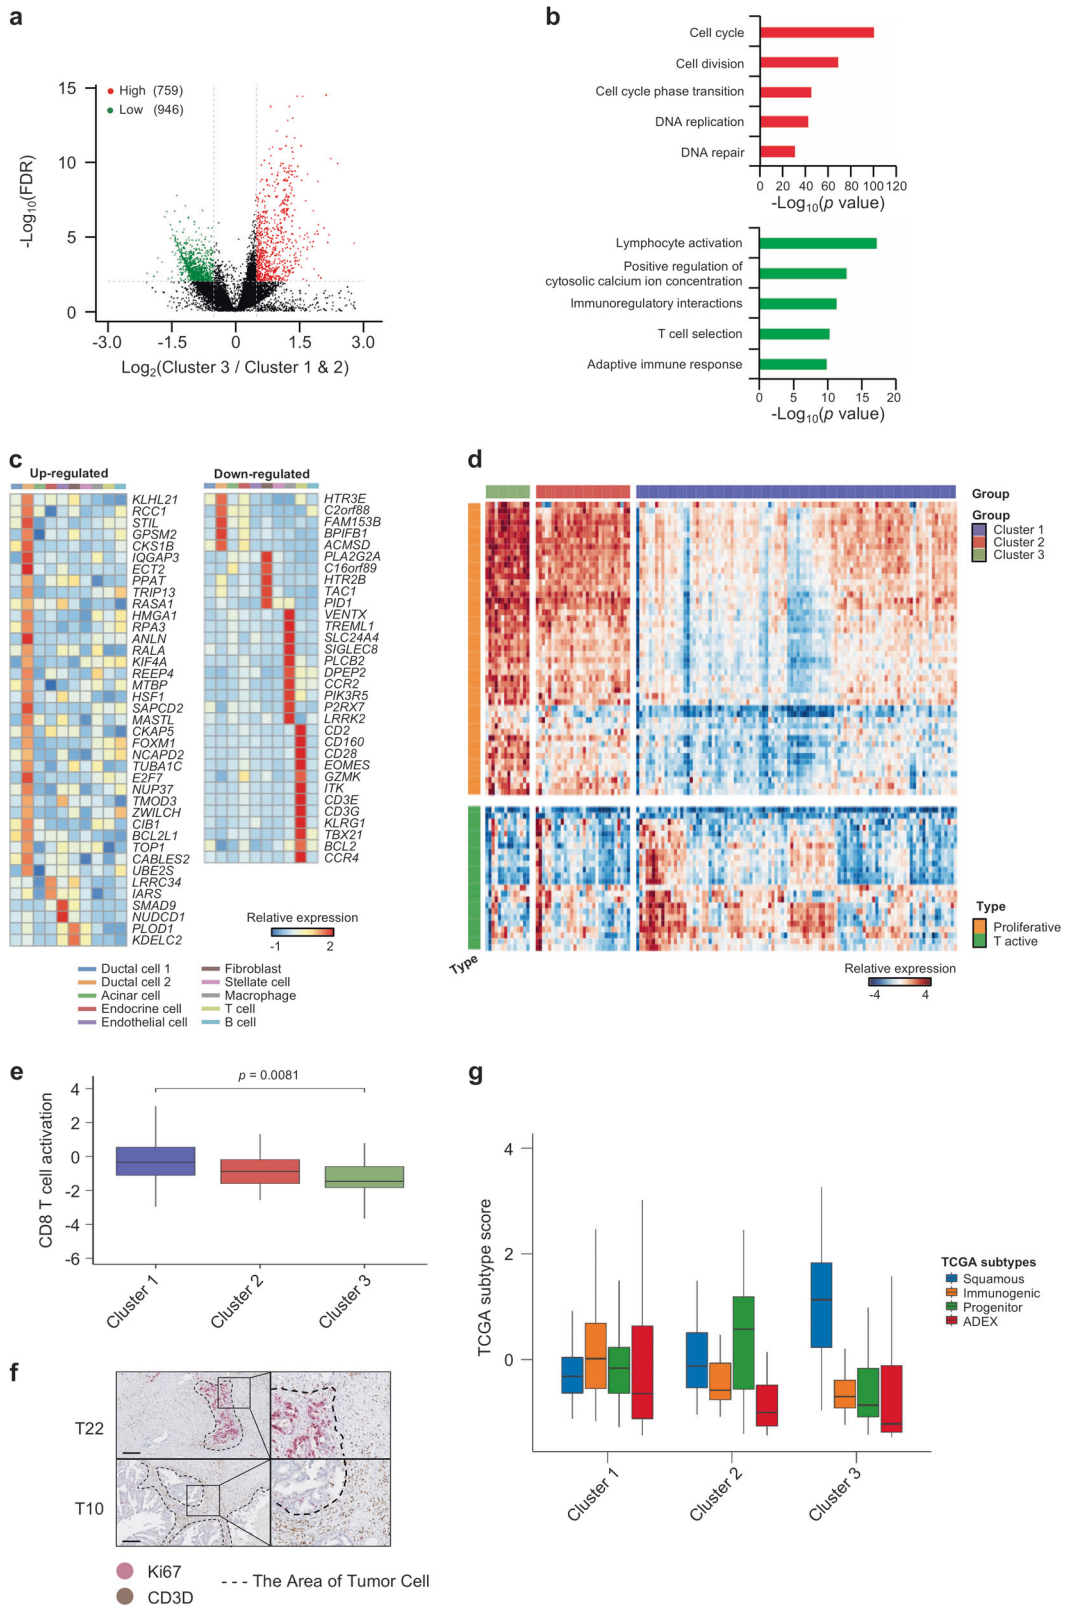 a
-Log10(FDR)
15
10
5
0
High (759)
Low (946)
-3.0
-1.5
0
1.5
3.0
Log2(Cluster 3 / Cluster 1 & 2)
b
Cell cycle
Cell division
Cell cycle phase transition
DNA replication
DNA repair
0 20 40 60 80 100 120
-Log10(p value)
Lymphocyte activation
Positive regulation of
cytosolic calcium ion concentration
Immunoregulatory interactions
T cell selection
Adaptive immune response
0 5 10 15 20
-Log10(p value)
c
Up-regulated
KLHL21
RCC1
STIL
GPSM2
CKS1B
IQGAP3
ECT2
PPAT
TRIP13
RASA1
HMGA1
RPA3
ANLN
RALA
KIF4A
REEP4
MTBP
HSF1
SAPCD2
MASTL
CKAP5
FOXM1
NCAPD2
TUBA1C
E2F7
NUP37
TMOD3
ZWILCH
CIB1
BCL2L1
TOP1
CABLES2
UBE2S
LRRC34
IARS
SMAD9
NUDCD1
PLOD1
KDELC2
Down-regulated
HTR3E
C2orf88
FAM153B
BPIFB1
ACMSD
PLA2G2A
C16orf89
HTR2B
TAC1
PID1
VENTX
TREML1
SLC24A4
SIGLEC8
PLCB2
DPEP2
CCR2
PIK3R5
P2RX7
LRRK2
CD2
CD160
CD28
EOMES
GZMK
ITK
CD3E
CD3G
KLRG1
TBX21
BCL2
CCR4
Relative expression
-1 2
Ductal cell 1
Ductal cell 2
Acinar cell
Endocrine cell
Endothelial cell
Fibroblast
Stellate cell
Macrophage
T cell
B cell
d
Group
Group
Cluster 1
Cluster 2
Cluster 3
Type
Type
Proliferative
T active
Relative expression
-4 4
e
CD8 T cell activation
4
2
0
-2
-4
-6
p = 0.0081
Cluster 1
Cluster 2
Cluster 3
f
T22
T10
Ki67
CD3D
The Area of Tumor Cell
g
TCGA subtype score
4
2
0
Cluster 1
Cluster 2
Cluster 3
TCGA subtypes
Squamous
Immunogenic
Progenitor
ADEX